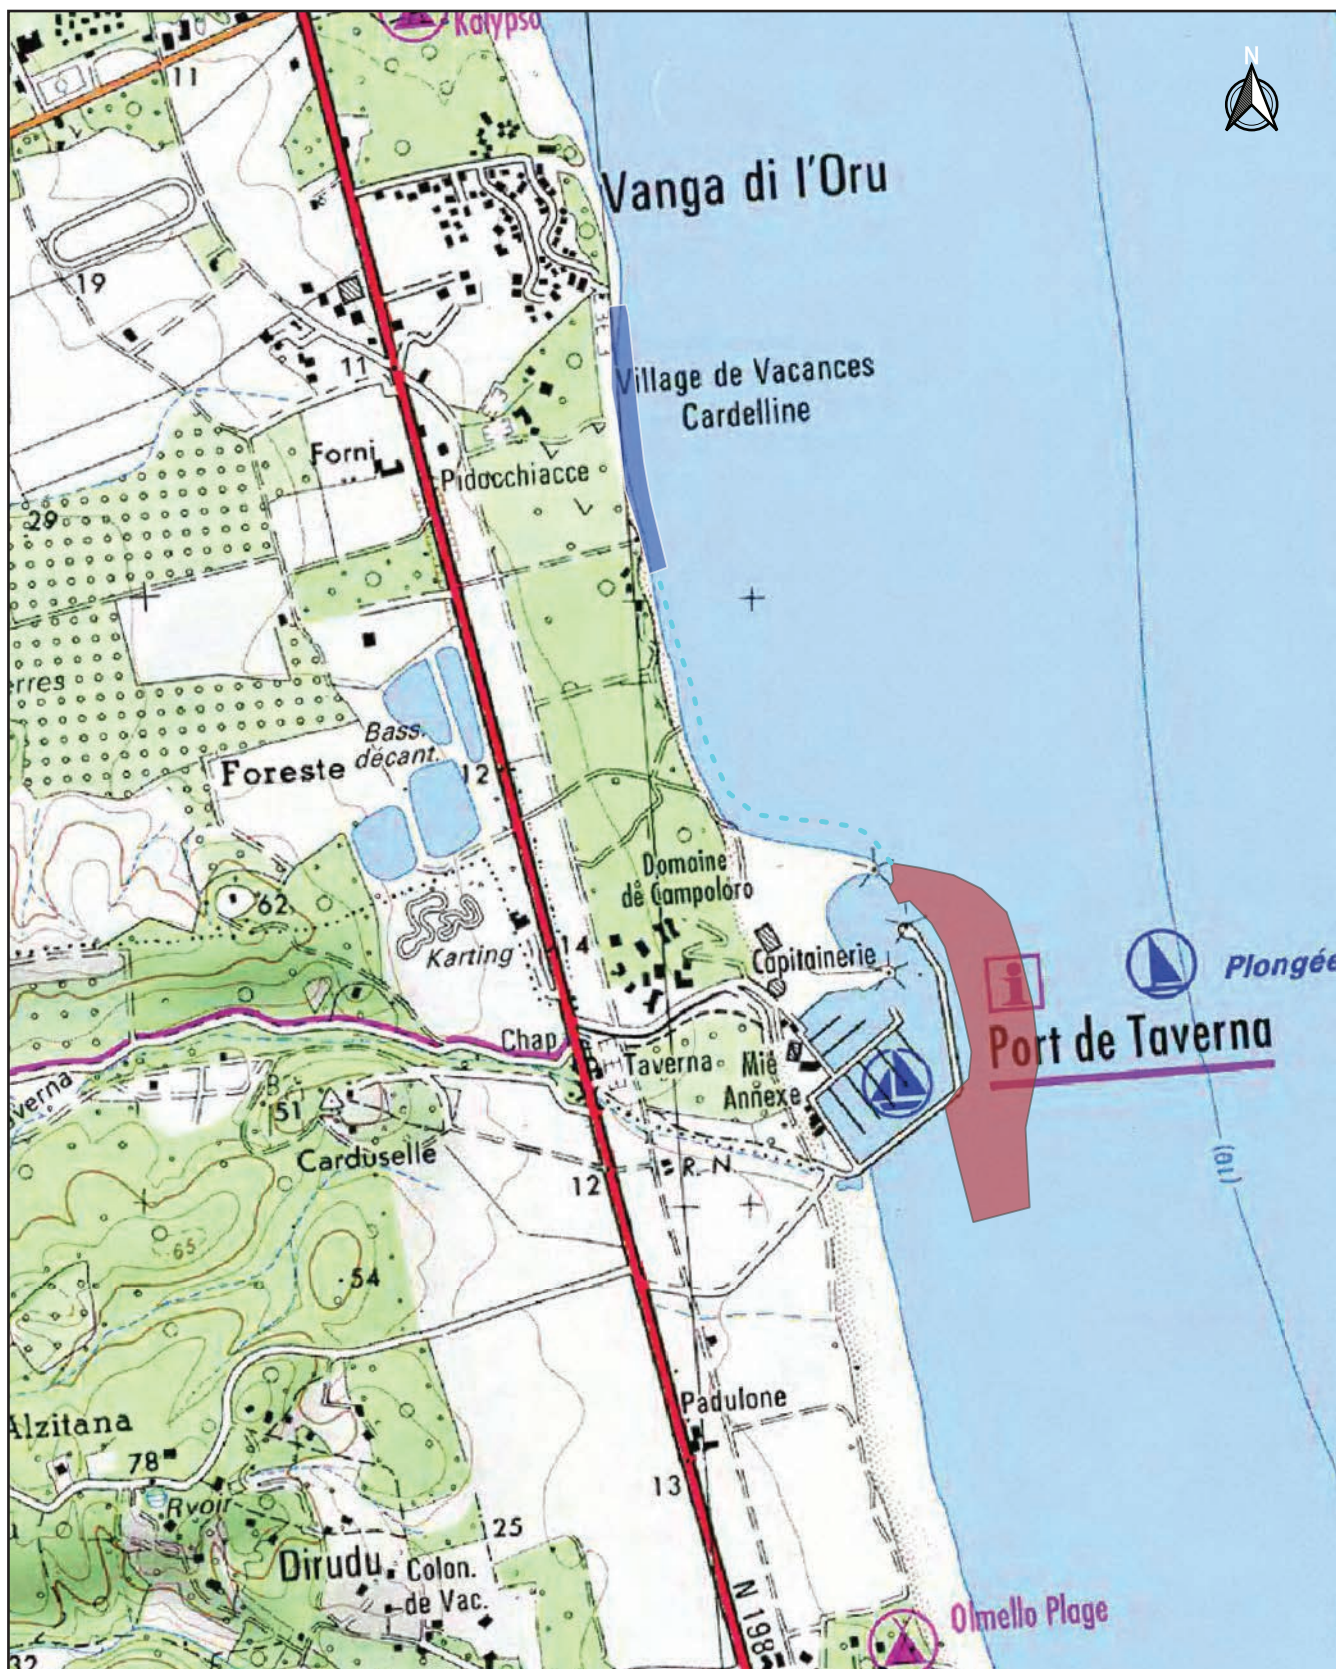 Kalypso
N
11
Vanga di l'Oru
19
11
Village de Vacances
Cardelline
Forni
Pidocchiacce
29
erres
Bass.
décant.
Foreste
12
Domaine
de Campoloro
62
Karting
14
Capitainerie
Plongée
Port de Taverna
Chap
Taverna
Mie
Annexe
verna
51
Carduselle
R. N.
12
(10)
65
54
Padulone
Alzitana
78
Rvoir
13
25
Dirudu
Colon.
de Vac.
N 198
Olmello Plage
32